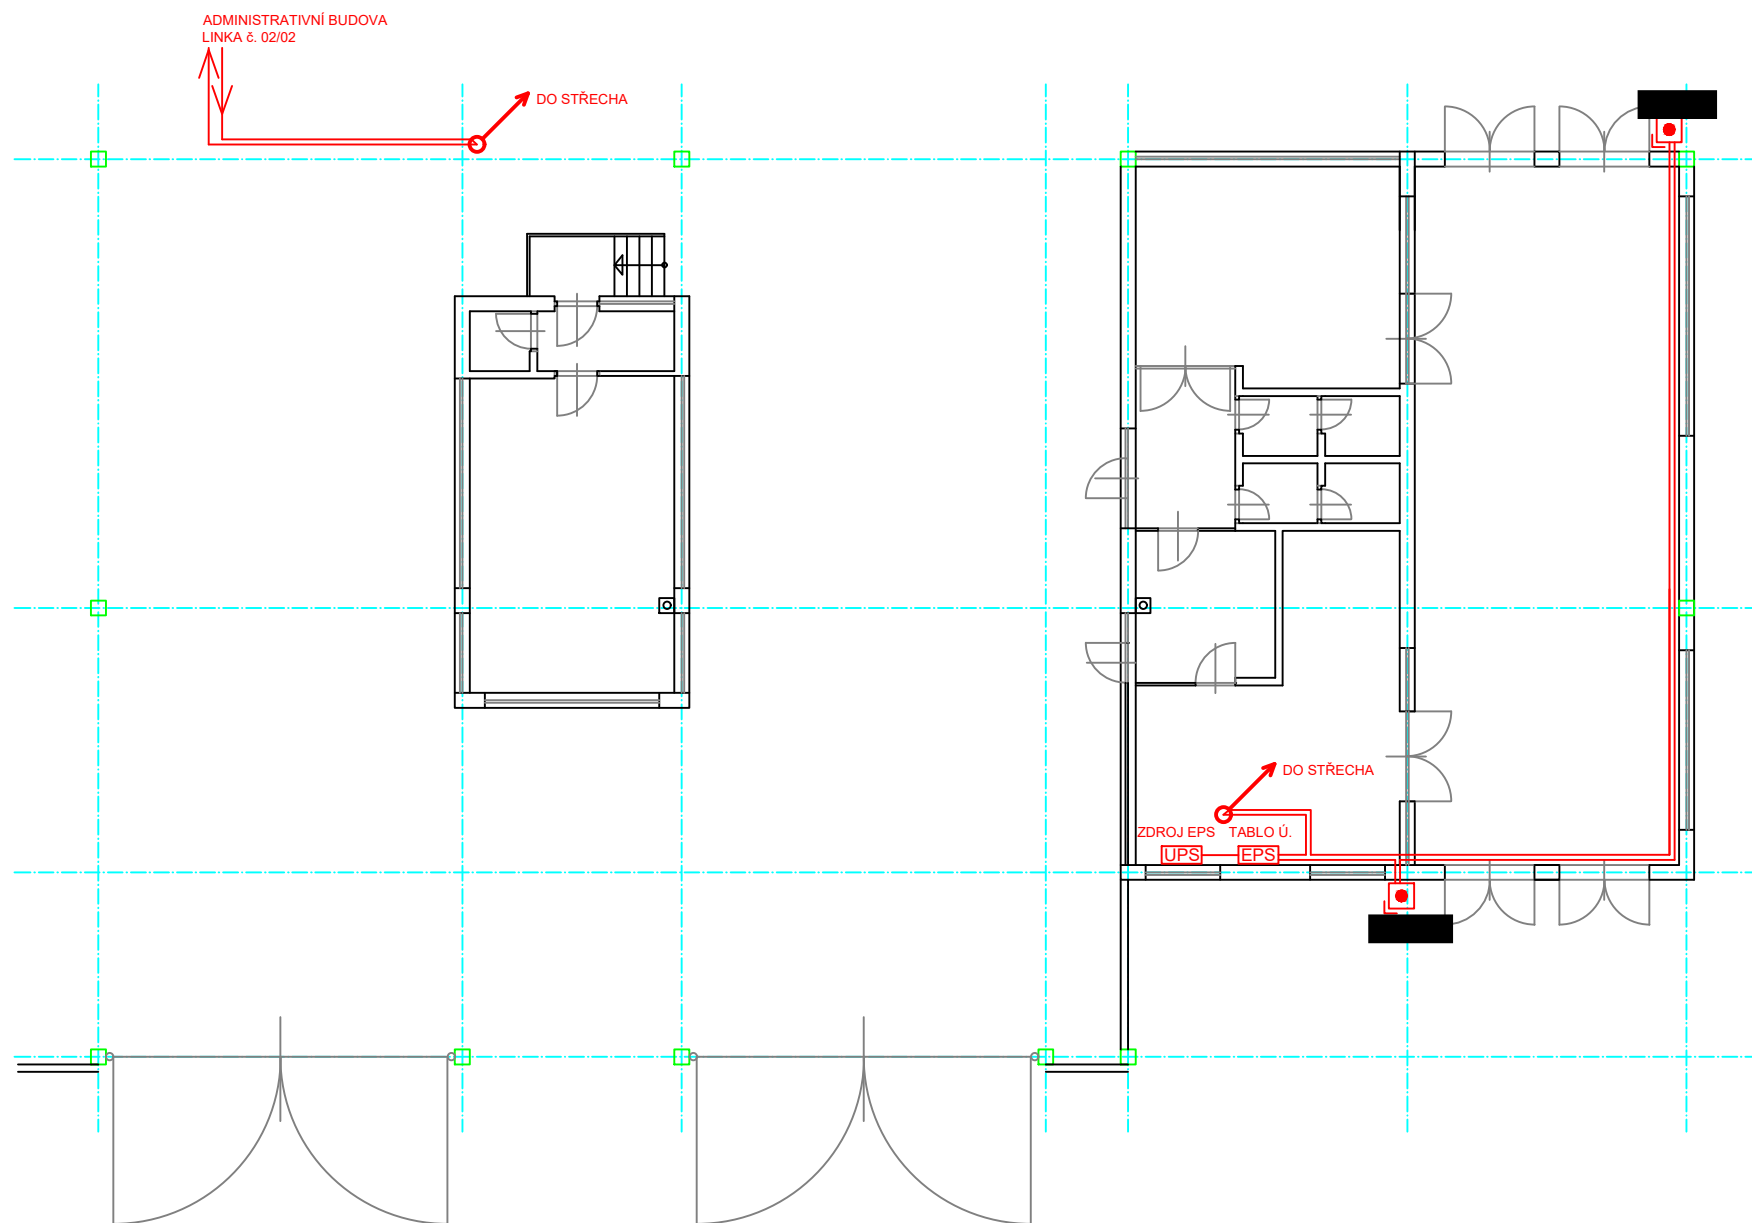 ADMINISTRATIVNÍ BUDOVA
LINKA č. 02/02
DO STŘECHA
DO STŘECHA
ZDROJ EPS TABLO Ú.
UPS EPS